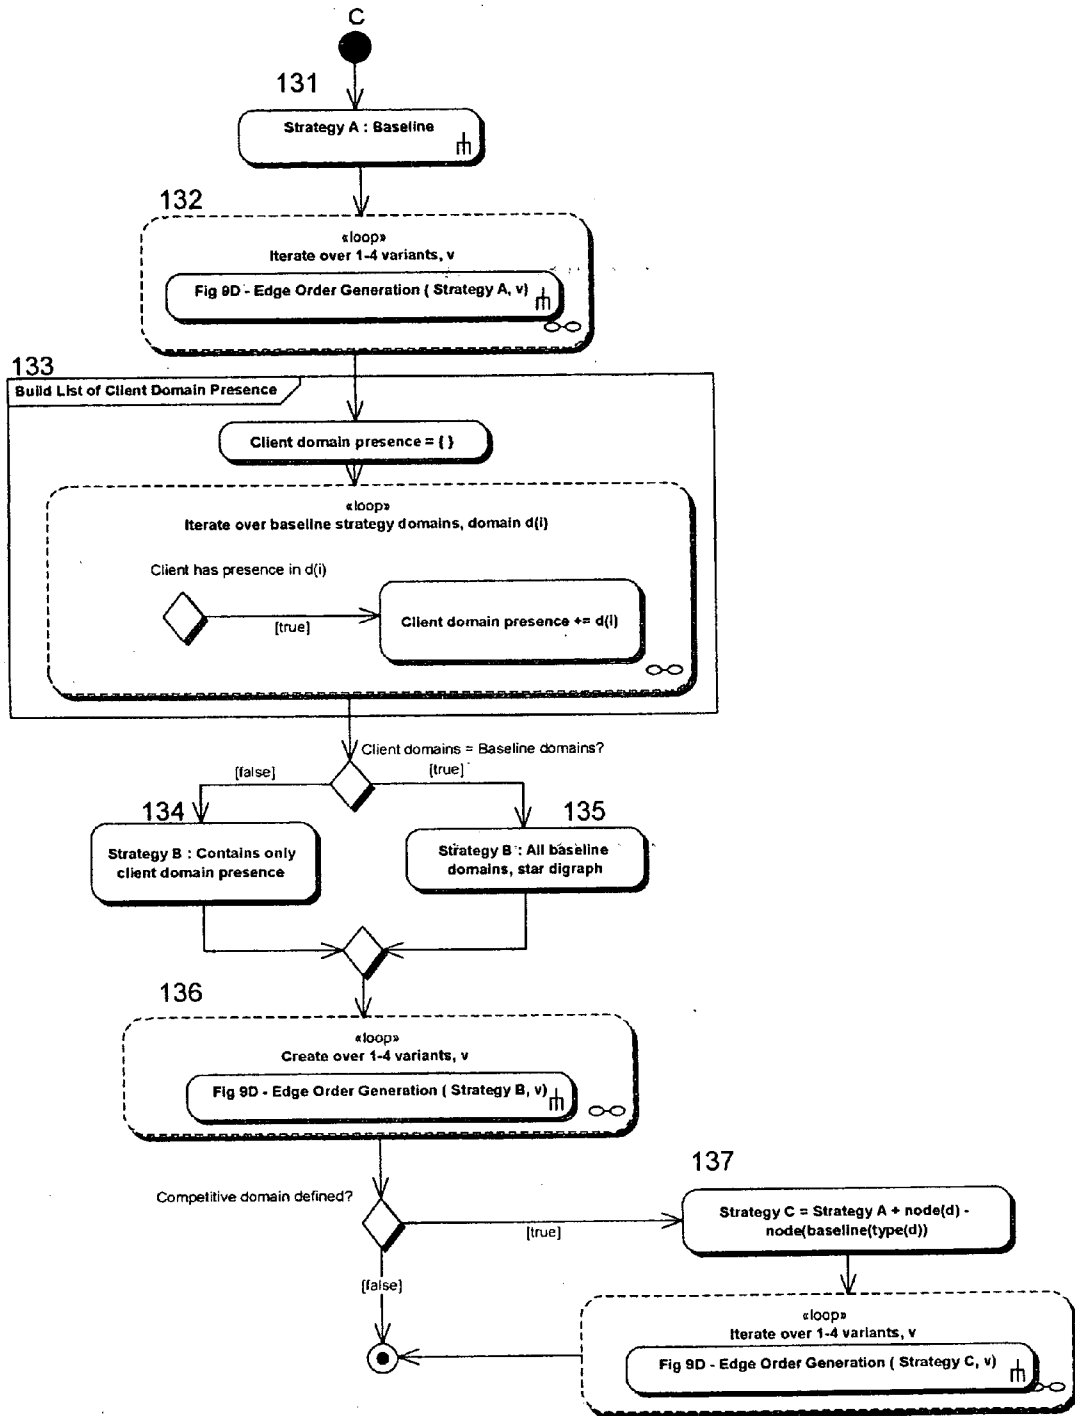 C
131
Strategy A : Baseline
132
«loop»
Iterate over 1-4 variants, v
Fig 9D - Edge Order Generation ( Strategy A, v)
133
Build List of Client Domain Presence
Client domain presence = { }
«loop»
Iterate over baseline strategy domains, domain d(i)
Client has presence in d(i)
[true]
Client domain presence += d(i)
Client domains = Baseline domains?
[false]
[true]
134
135
Strategy B : Contains only
client domain presence
Strategy B : All baseline
domains, star digraph
136
«loop»
Create over 1-4 variants, v
Fig 9D - Edge Order Generation ( Strategy B, v)
137
Competitive domain defined?
Strategy C = Strategy A + node(d) -
node(baseline(type(d))
[true]
[false]
«loop»
Iterate over 1-4 variants, v
Fig 9D - Edge Order Generation ( Strategy C, v)